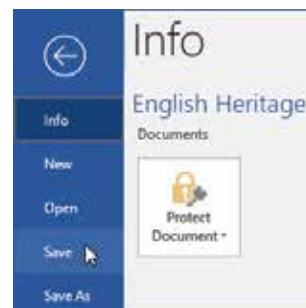 Info
Info
English Heritage
Documents
New
Open
Protect
Document
Save
Save As